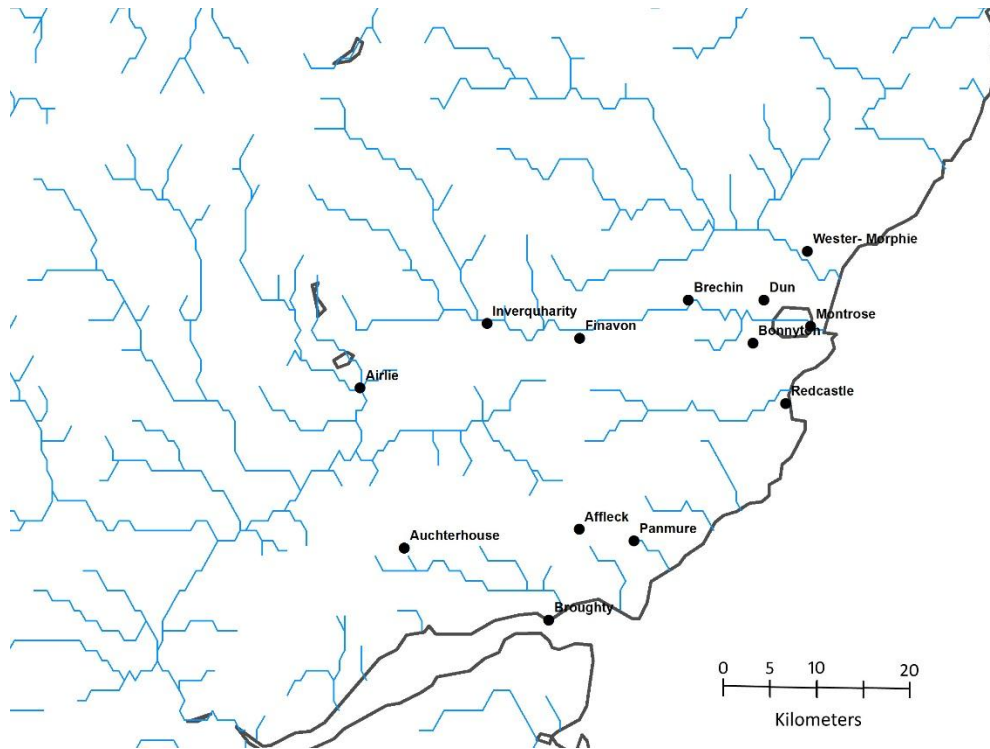 Wester- Morphie
Brechin
Dun
Inverquharity
Montrose
Finavon
Bonnyton
Airlie
Redcastle
Affleck
Panmure
Auchterhouse
Broughty
0 5 10 20
Kilometers